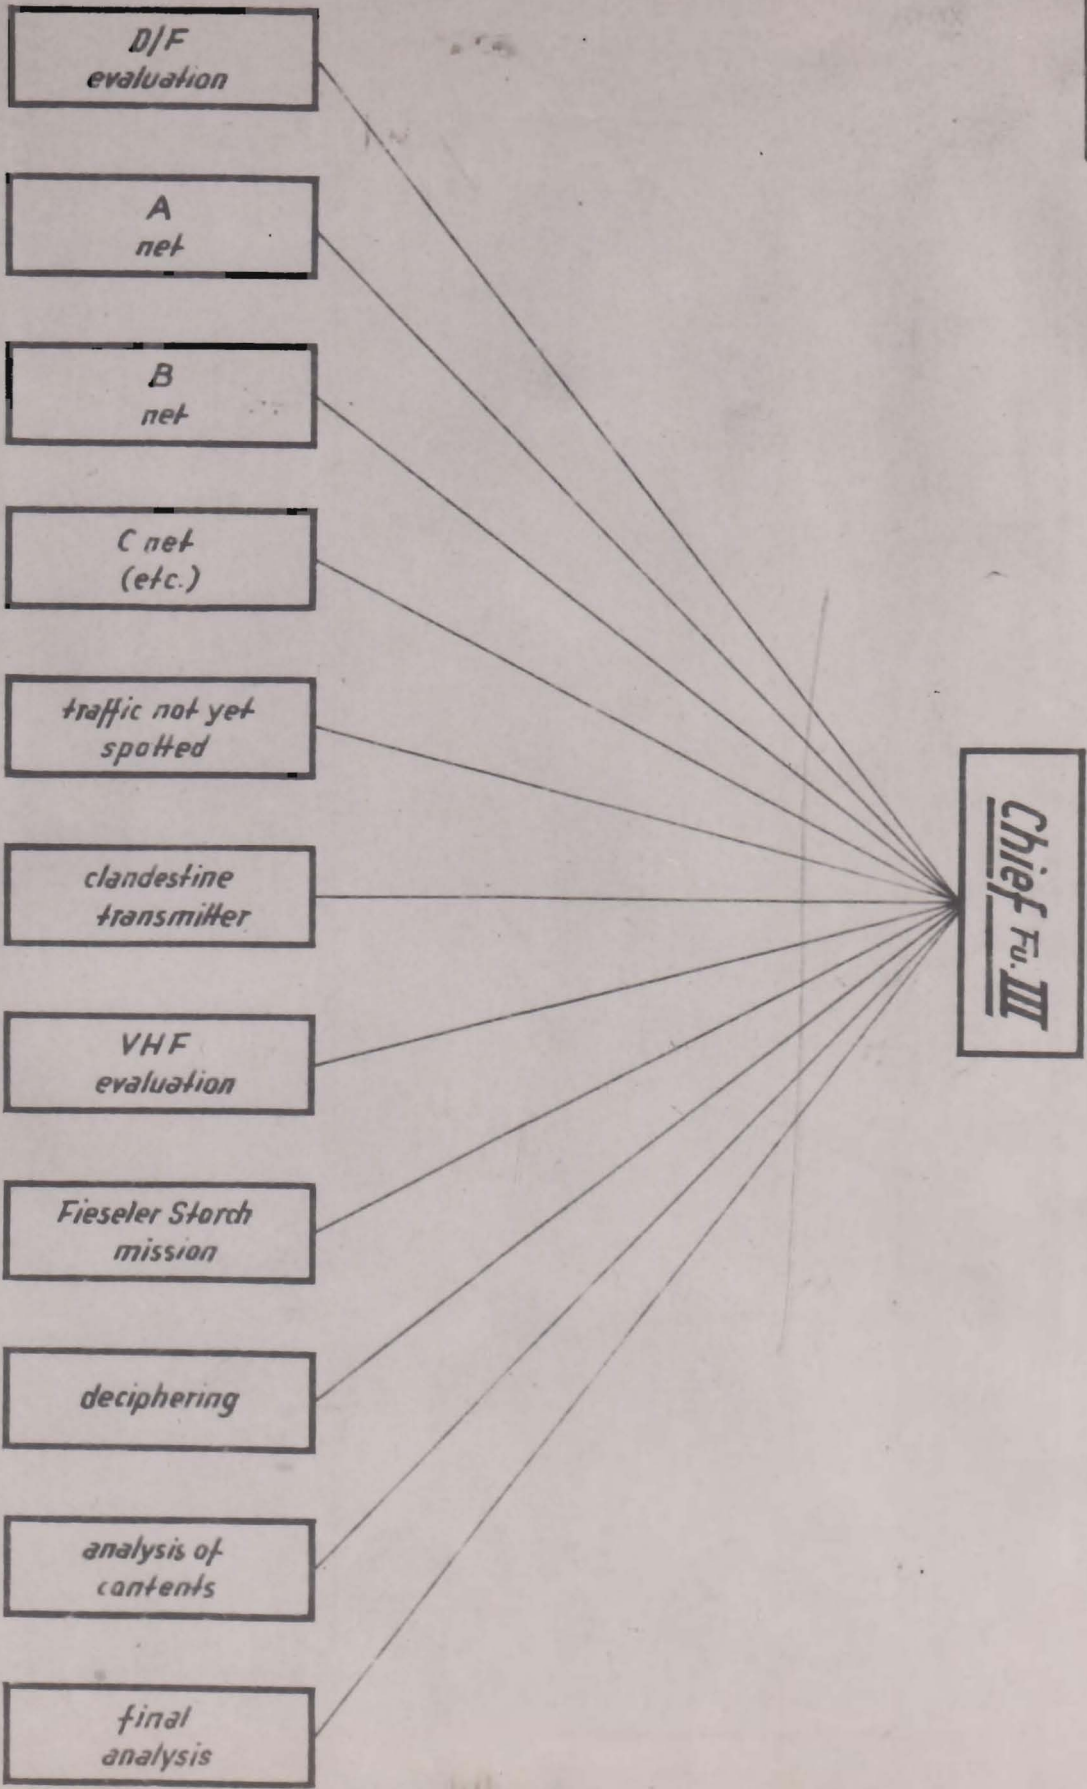 D/F
evaluation
A
net
B
net
C net
(etc.)
traffic not yet
spotted
clandestine
transmitter
VHF
evaluation
Fieseler Storch
mission
deciphering
analysis of
contents
final
analysis
Chief Fu. III